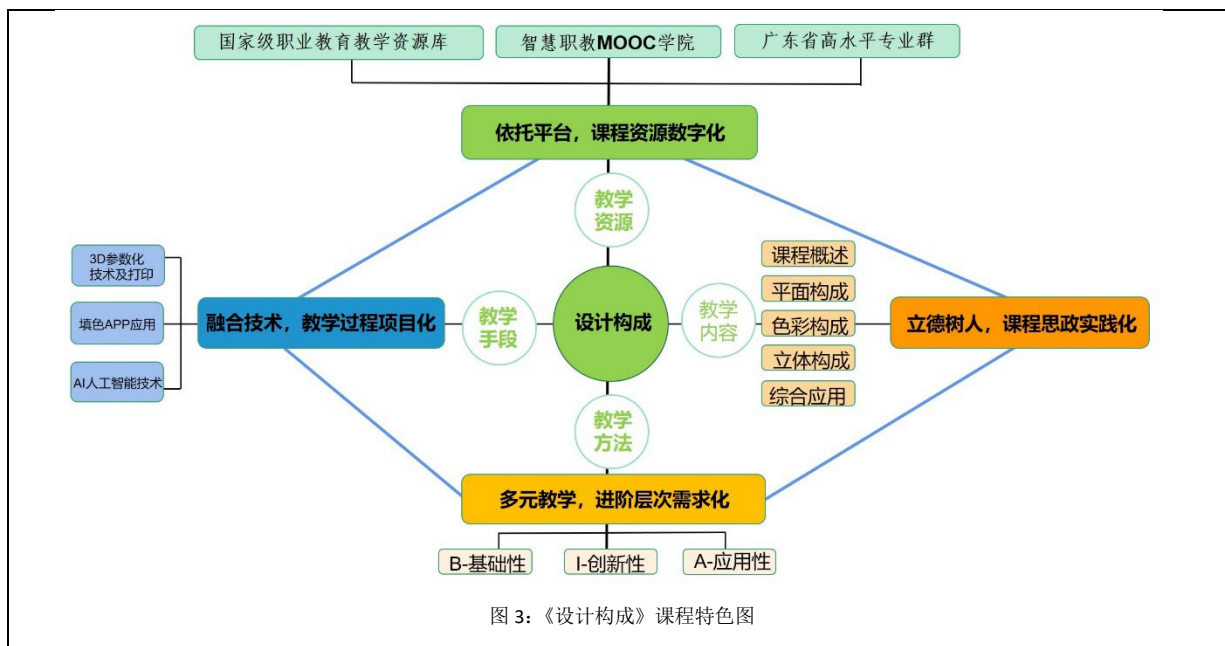 国家级职业教育教学资源库
智慧职教MOOC学院
广东省高水平专业群
依托平台，课程资源数字化
教学
资源
3D参数化
技术及打印
填色APP应用
AI人工智能技术
融合技术，教学过程项目化
教学
手段
设计构成
教学
内容
课程概述
平面构成
色彩构成
立体构成
综合应用
立德树人，课程思政实践化
教学
方法
多元教学，进阶层次需求化
B-基础性
I-创新性
A-应用性
图 3：《设计构成》课程特色图